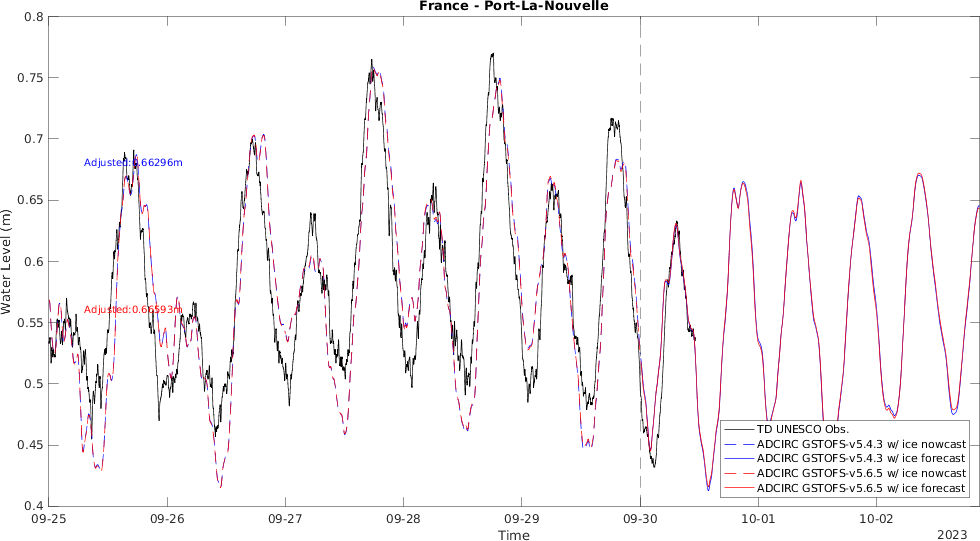 France - Port-La-Nouvelle
0.8
0.75
0.7
0.65
0.6
0.55
0.5
0.45
0.4
Water Level (m)
Adjusted:0.66296m
Adjusted:0.66593m
TD UNESCO Obs.
ADCIRC GSTOFS-v5.4.3 w/ ice nowcast
ADCIRC GSTOFS-v5.4.3 w/ ice forecast
ADCIRC GSTOFS-v5.6.5 w/ ice nowcast
ADCIRC GSTOFS-v5.6.5 w/ ice forecast
09-25 09-26 09-27 09-28 09-29 09-30 10-01 10-02
Time
2023